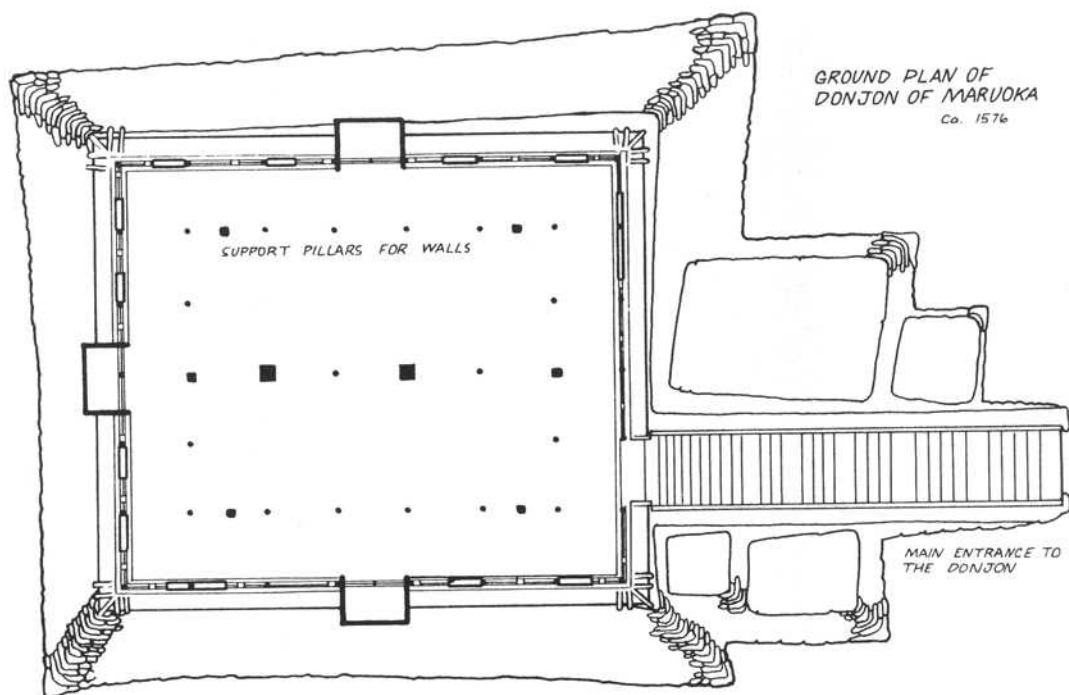 GROUND PLAN OF
DONJON OF MARUOKA
Ca. 1576
SUPPORT PILLARS FOR WALLS
MAIN ENTRANCE TO
THE DONJON